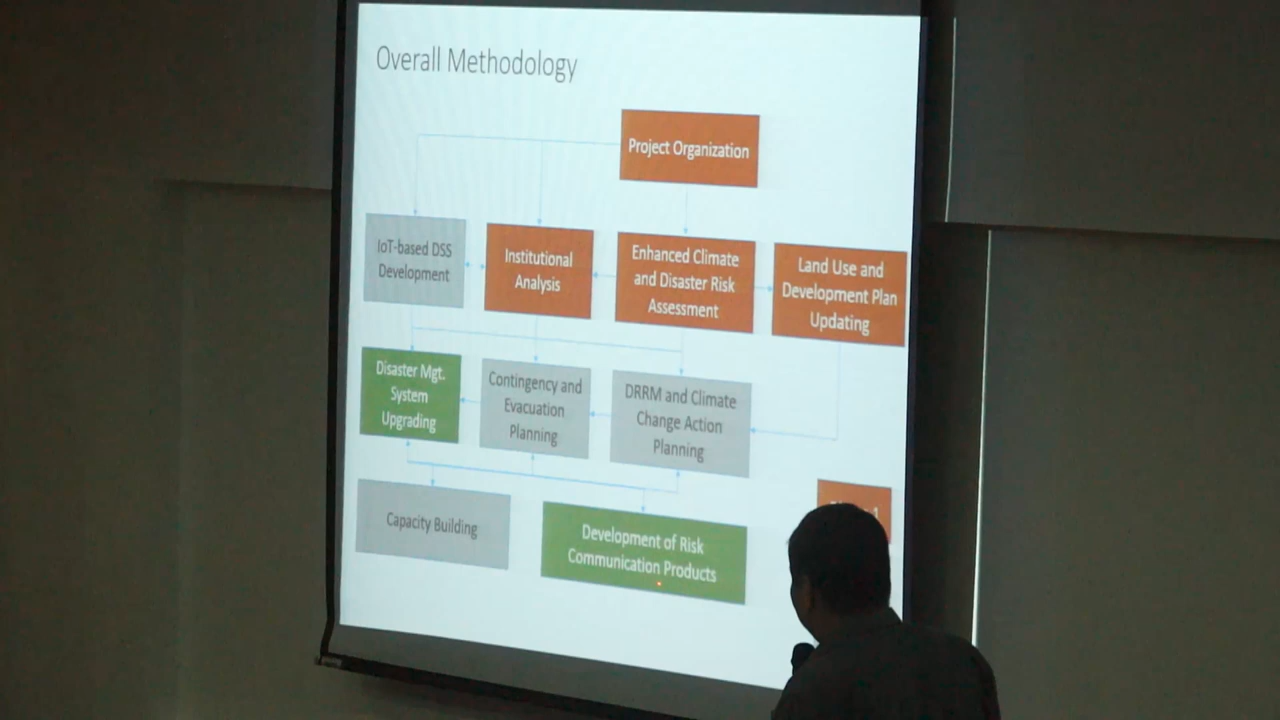 Overall Methodology
Project Organization
IoT-based DSS
Development
Institutional
Analysis
Enhanced Climate
and Disaster Risk
Assessment
Land Use and
Development Plan
Updating
Disaster Mgt.
System
Upgrading
Contingency and
Evacuation
Planning
DRRM and Climate
Change Action
Planning
Capacity Building
Development of Risk
Communication Products